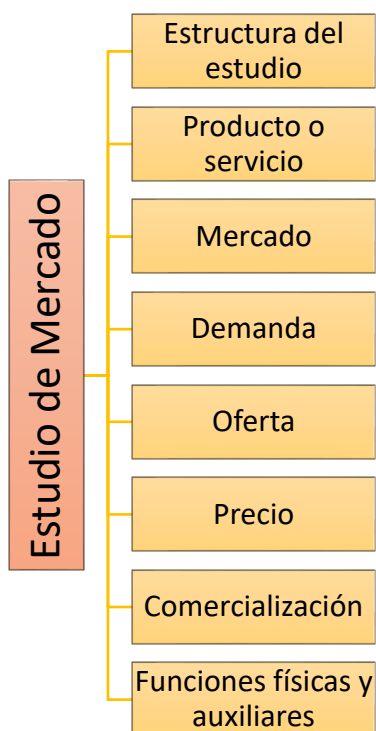 Estudio de Mercado
Estructura del
estudio
Producto o
servicio
Mercado
Demanda
Oferta
Precio
Comercialización
Funciones físicas y
auxiliares